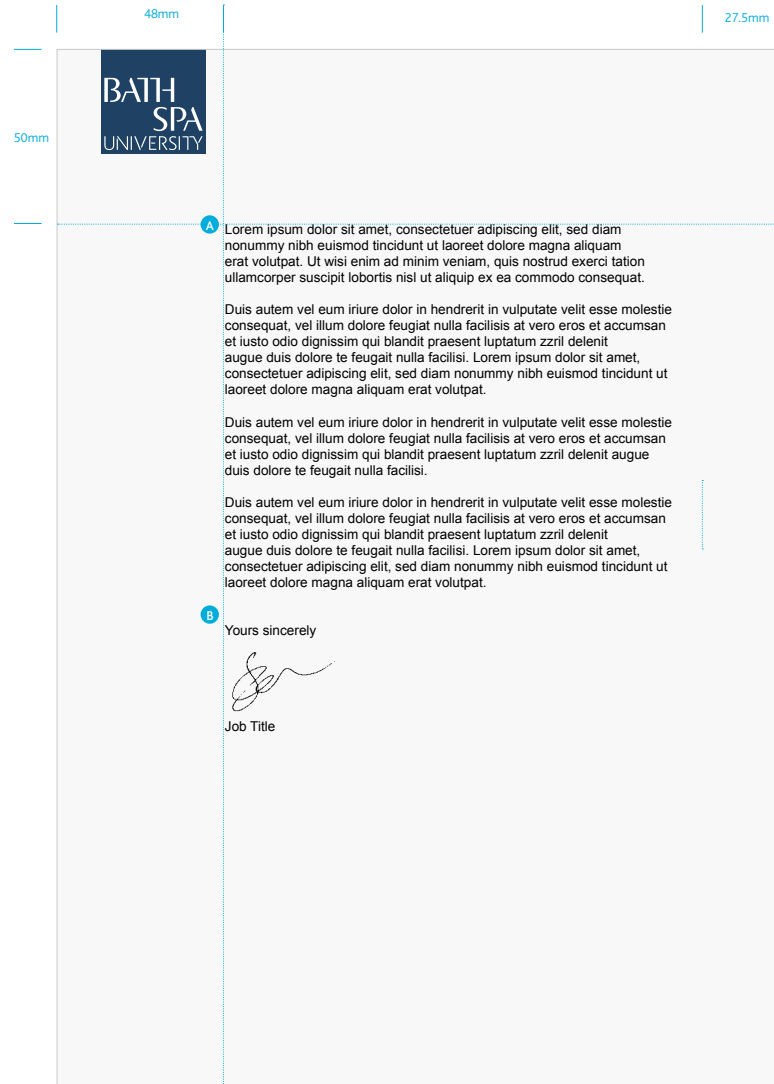 48mm
27.5mm
BATH
SPA
UNIVERSITY
50mm
A
Lorem ipsum dolor sit amet, consectetuer adipiscing elit, sed diam
nonummy nibh euismod tincidunt ut laoreet dolore magna aliquam
erat volutpat. Ut wisi enim ad minim veniam, quis nostrud exerci tation
ullamcorper suscipit lobortis nisl ut aliquip ex ea commodo consequat.
Duis autem vel eum iriure dolor in hendrerit in vulputate velit esse molestie
consequat, vel illum dolore feugiat nulla facilisis at vero eros et accumsan
et iusto odio dignissim qui blandit praesent luptatum zzril delenit
augue duis dolore te feugait nulla facilisi. Lorem ipsum dolor sit amet,
consectetuer adipiscing elit, sed diam nonummy nibh euismod tincidunt ut
laoreet dolore magna aliquam erat volutpat.
Duis autem vel eum iriure dolor in hendrerit in vulputate velit esse molestie
consequat, vel illum dolore feugiat nulla facilisis at vero eros et accumsan
et iusto odio dignissim qui blandit praesent luptatum zzril delenit augue
duis dolore te feugait nulla facilisi.
Duis autem vel eum iriure dolor in hendrerit in vulputate velit esse molestie
consequat, vel illum dolore feugiat nulla facilisis at vero eros et accumsan
et iusto odio dignissim qui blandit praesent luptatum zzril delenit
augue duis dolore te feugait nulla facilisi. Lorem ipsum dolor sit amet,
consectetuer adipiscing elit, sed diam nonummy nibh euismod tincidunt ut
laoreet dolore magna aliquam erat volutpat.
B
Yours sincerely
Job Title